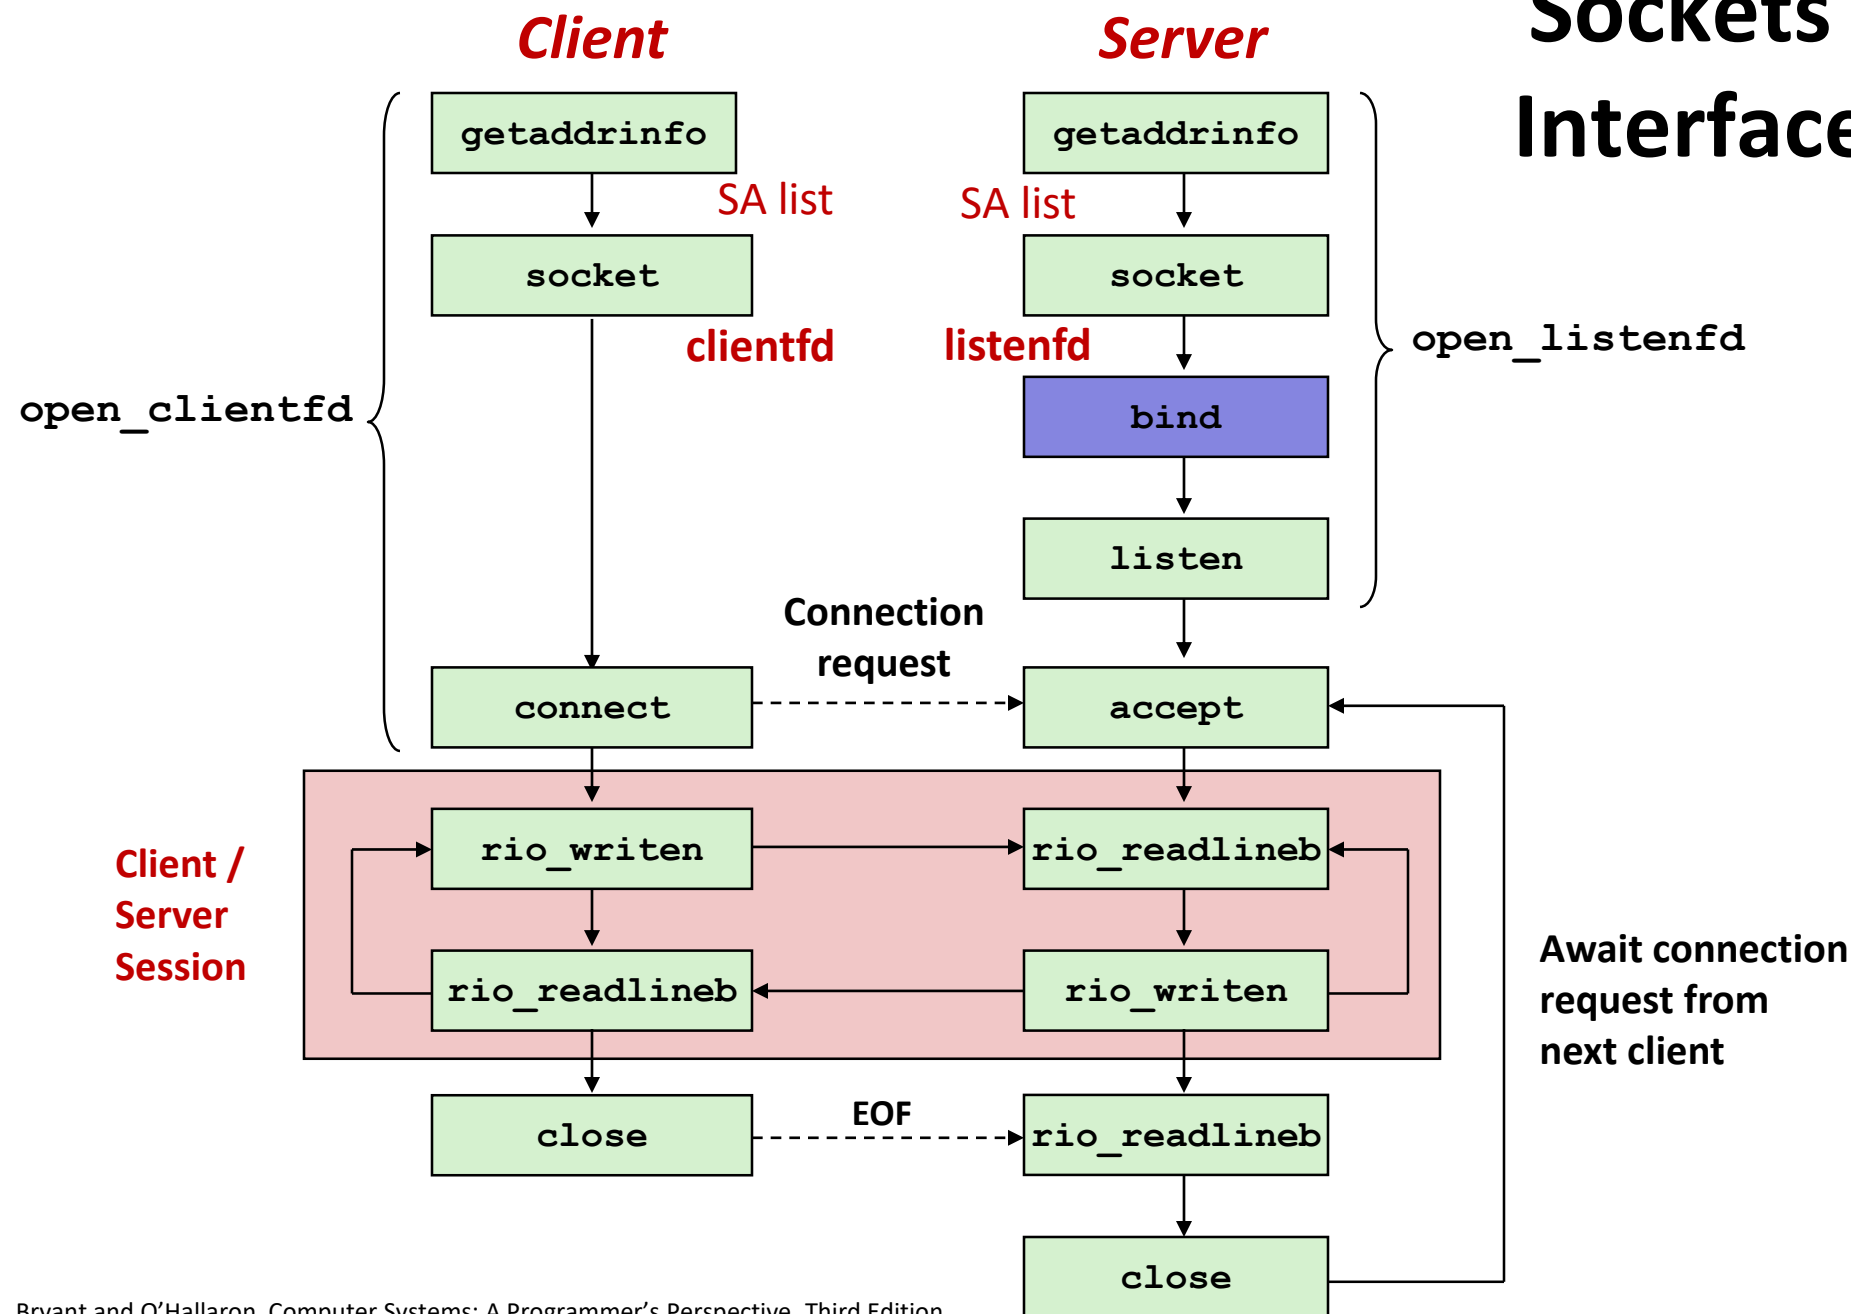 Client
Server
Sockets
Interface
getaddrinfo
getaddrinfo
SA list
SA list
socket
socket
clientfd
listenfd
open_listenfd
open_clientfd
bind
listen
Connection
request
connect
accept
Client /
Server
Session
rio_writen
rio_readlineb
rio_readlineb
rio_writen
Await connection
request from
next client
close
EOF
rio_readlineb
close
Bryant and O'Hallaron, Computer Systems: A Programmer's Perspective, Third Edition